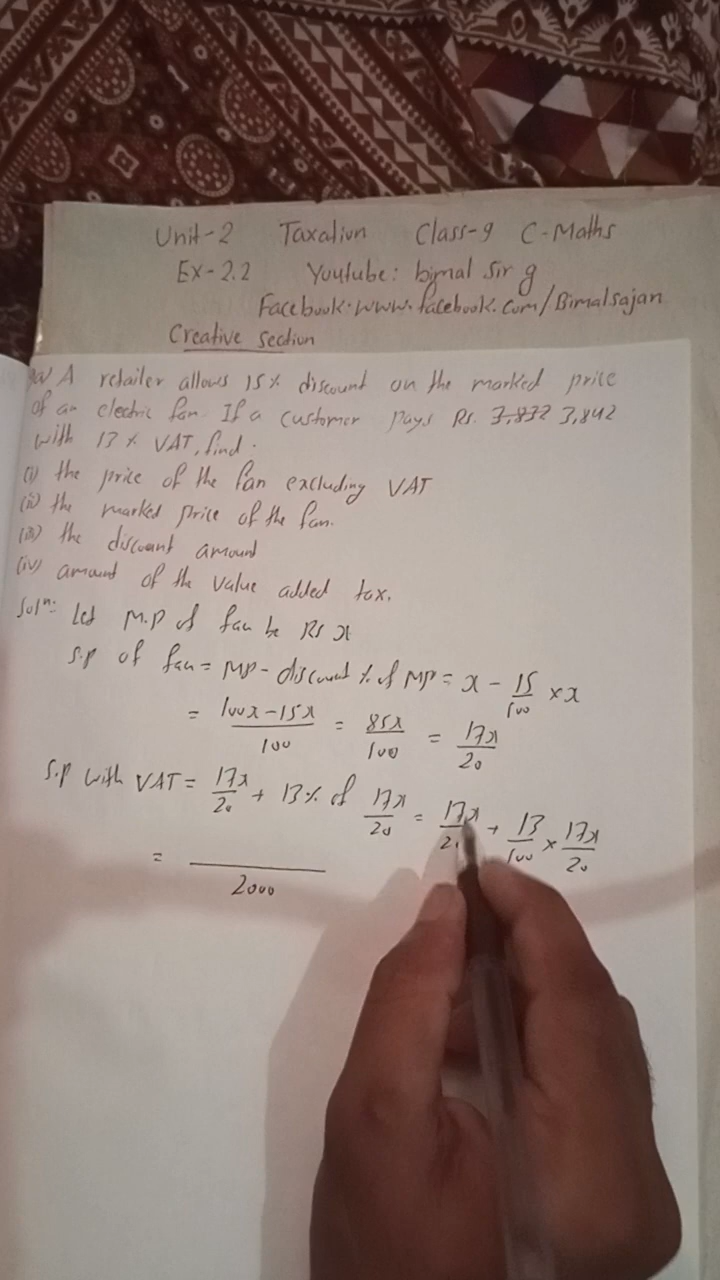 Unit-2 Taxation Class-9 C-Maths
Ex-2.2 Youtube: bimal sir g
Facebook: www.facebook.com/Bimalsajan
Creative section
A retailer allows 15% discount on the marked price
of an electric fan. If a customer pays Rs. 3,832 3,842
with 13% VAT, find:
(i) the price of the fan excluding VAT
(ii) the marked price of the fan.
(iii) the discount amount
(iv) amount of the value added tax.
Solⁿ: Let M.P of fan be Rs x
S.p of fan = MP - discount % of MP = x - 15/100 × x
= 100x-15x/100 = 85x/100 = 17x/20
S.p with VAT = 17x/20 + 13% of 17x/20 = 17x/20 + 13/100 × 17x/20
= /2000